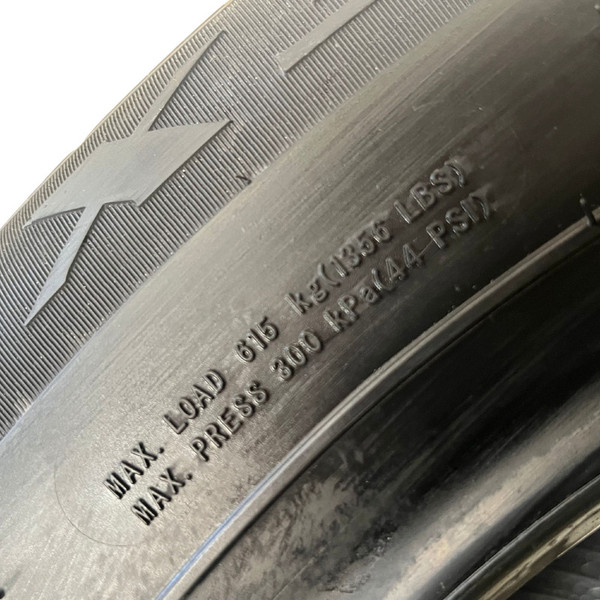 X
MAX. LOAD 615 kg(1356 LBS)
MAX. PRESS 300 kPa(44 PSI)